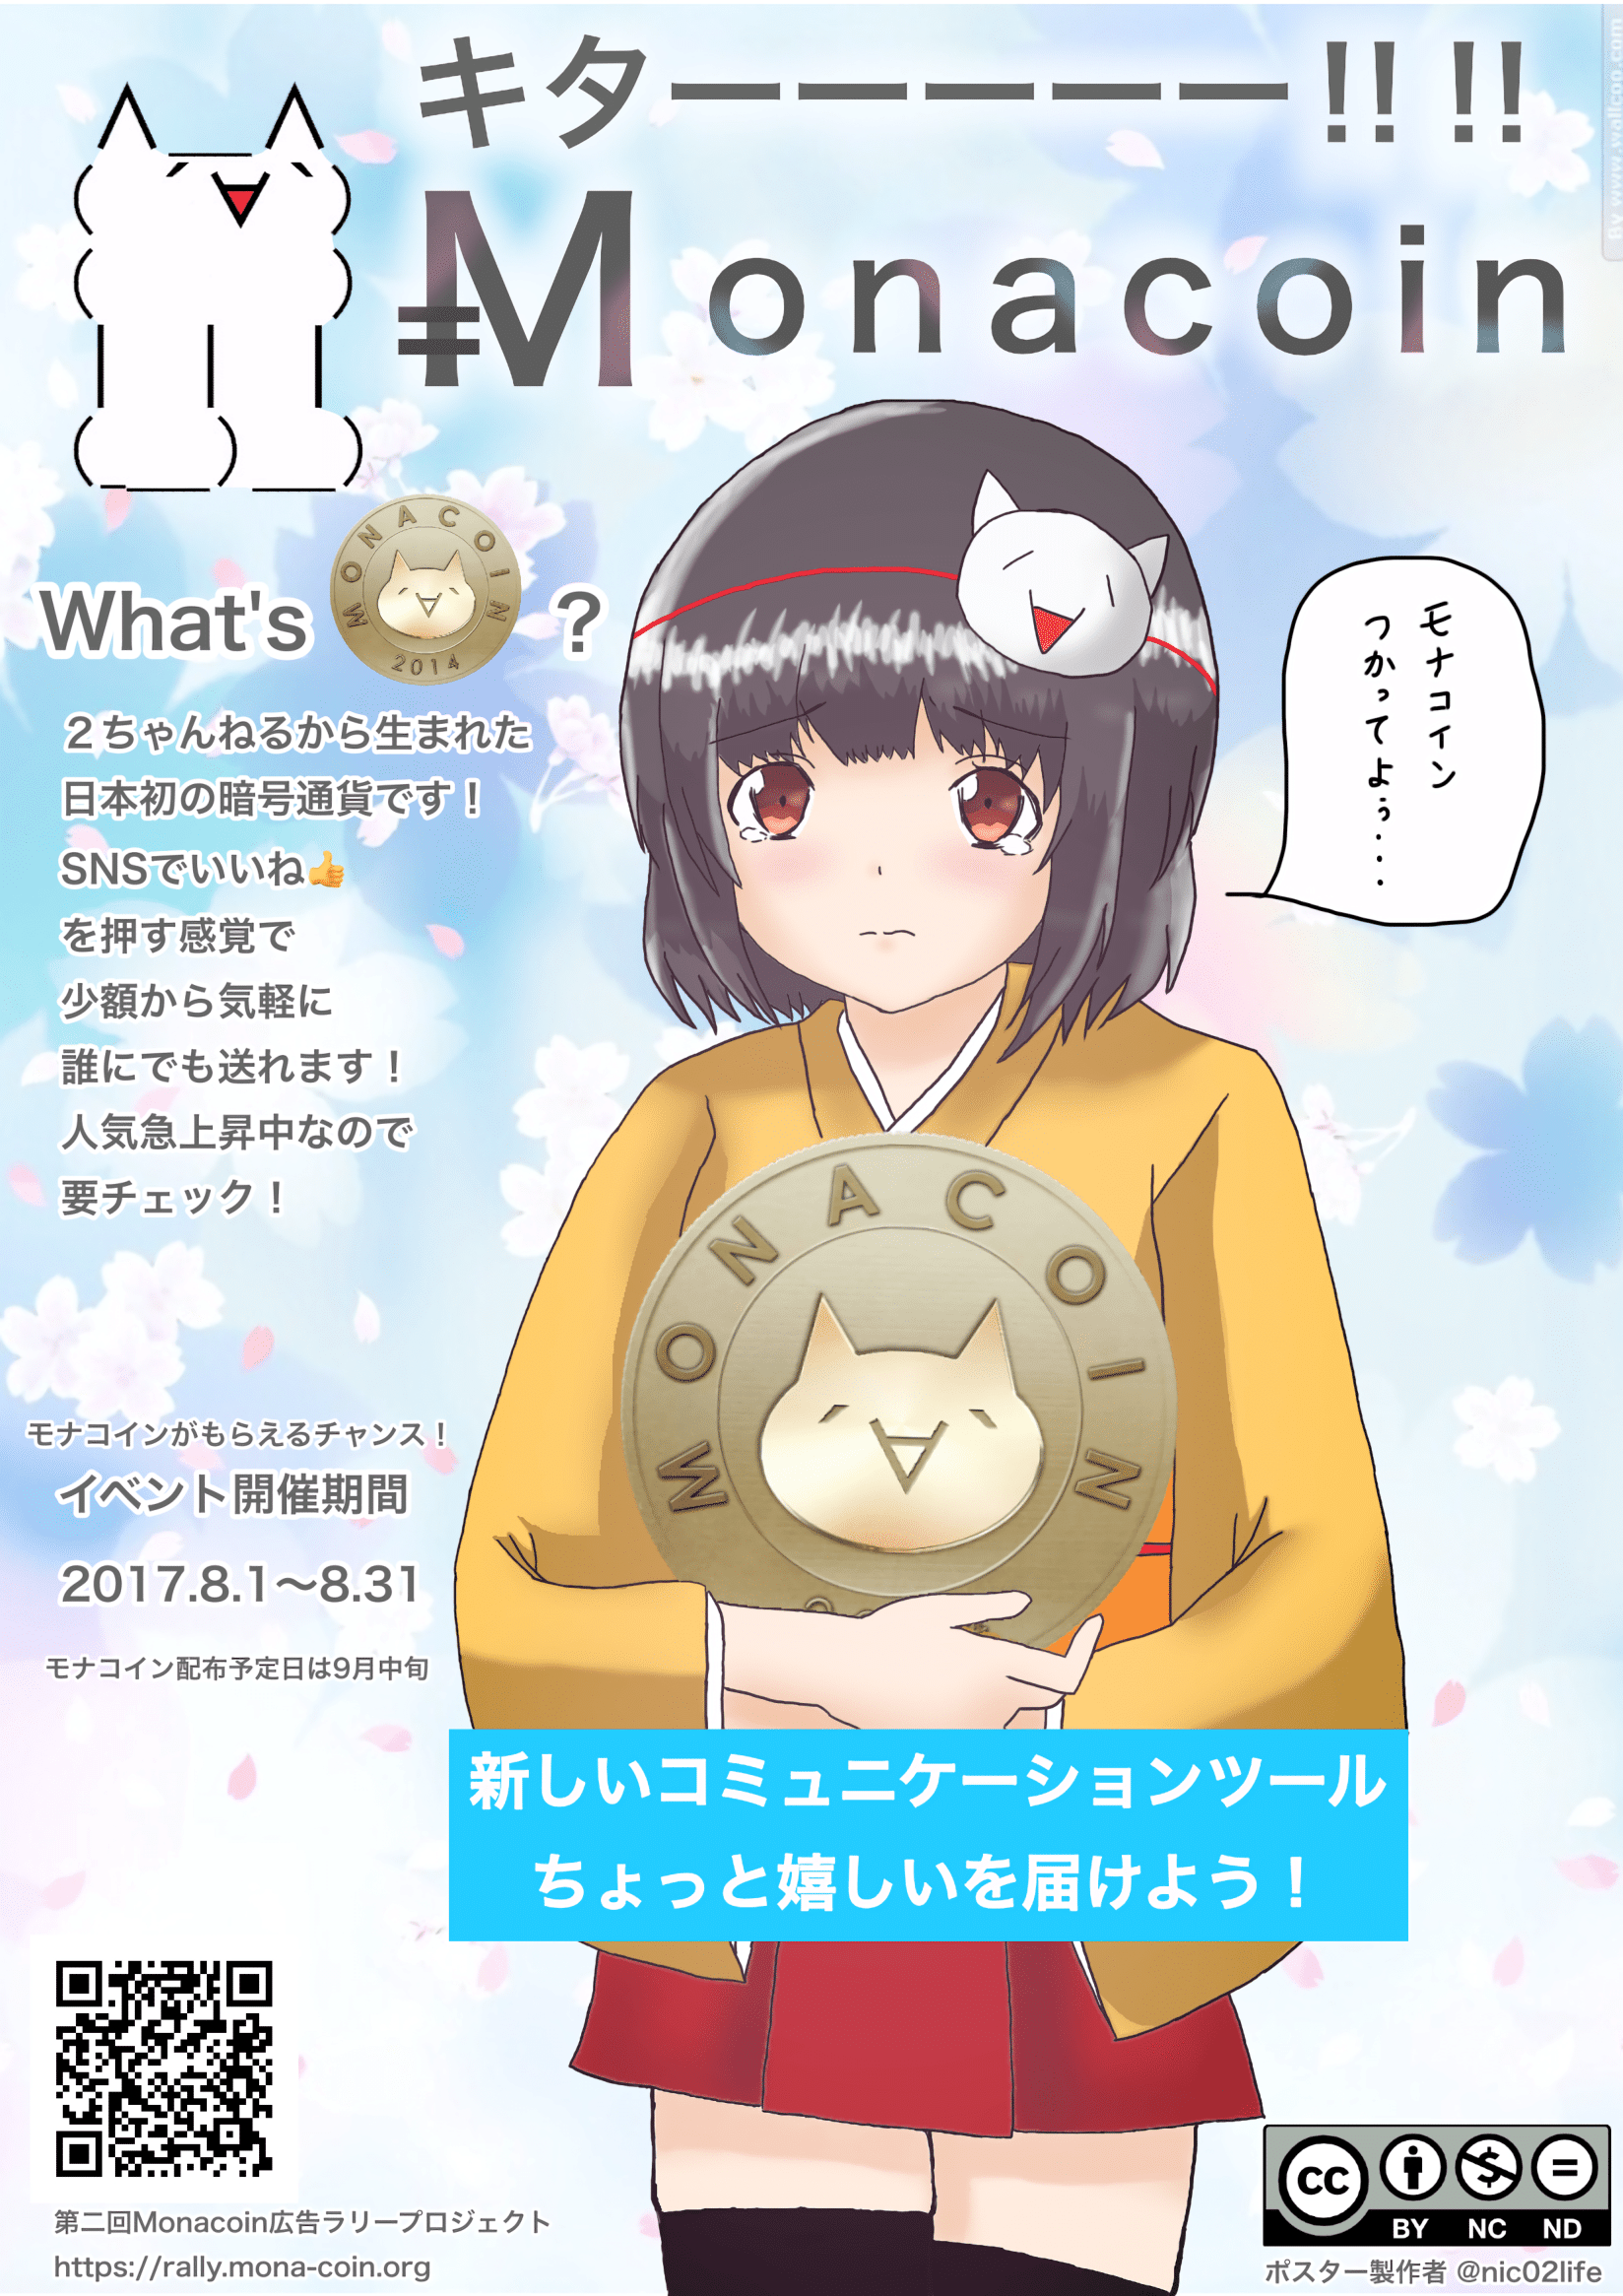 キターーーーー!! !!
By www.wallcoo.com
Monacoin
MONACOIN
2014
What's ?
モナコイン
つかってよぅ・・・
２ちゃんねるから生まれた
日本初の暗号通貨です！
SNSでいいね👍
を押す感覚で
少額から気軽に
誰にでも送れます！
人気急上昇中なので
要チェック！
MONACOIN
モナコインがもらえるチャンス！
イベント開催期間
2017.8.1〜8.31
モナコイン配布予定日は9月中旬
新しいコミュニケーションツール
ちょっと嬉しいを届けよう！
第二回Monacoin広告ラリープロジェクト
https://rally.mona-coin.org
cc
BY NC ND
ポスター製作者 @nic02life